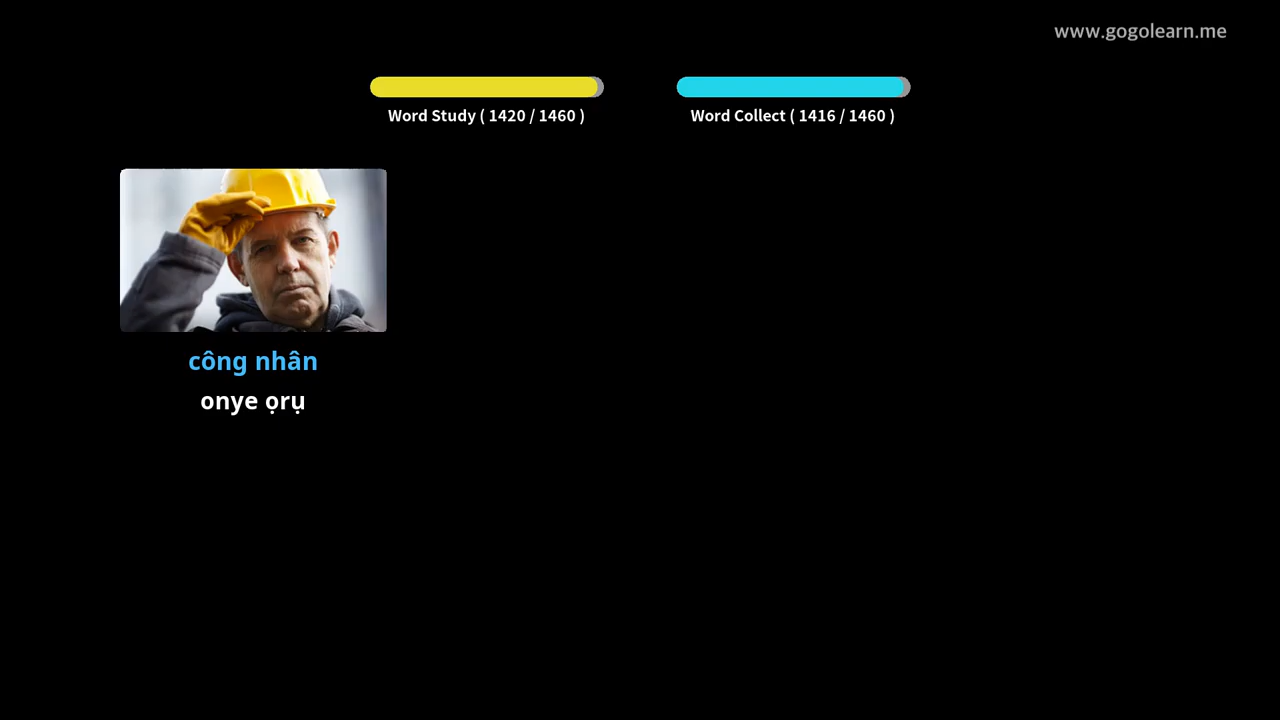 www.gogolearn.me
Word Study ( 1420 / 1460 )
Word Collect ( 1416 / 1460 )
công nhân
onye ọrụ